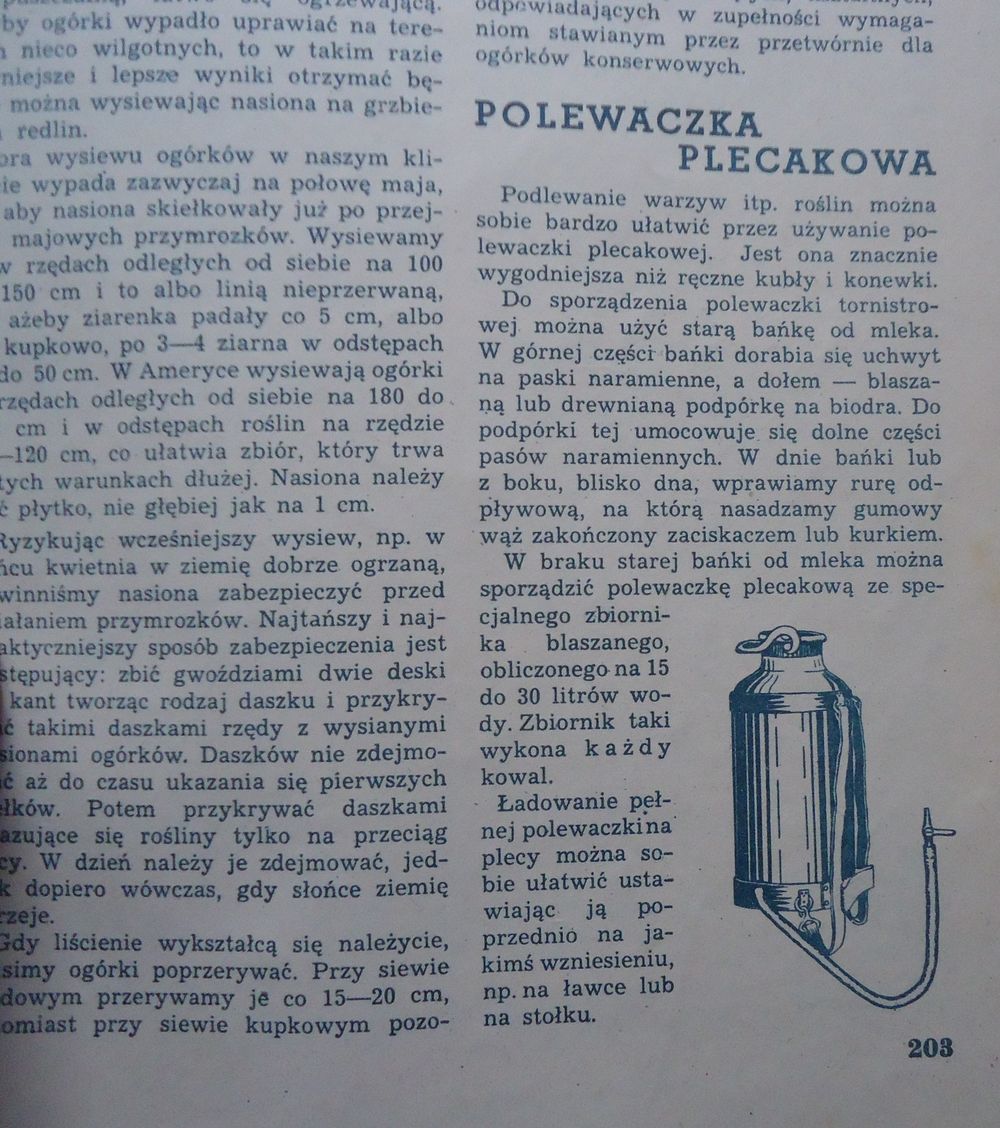 ogrzewającą.
by ogórki wypadło uprawiać na tere-
nieco wilgotnych, to w takim razie
niejsze i lepsze wyniki otrzymać bę-
można wysiewając nasiona na grzbie-
redlin.
ora wysiewu ogórków w naszym kli-
ie wypada zazwyczaj na połowę maja,
aby nasiona skiełkowały już po przej-
majowych przymrozków. Wysiewamy
w rzędach odległych od siebie na 100
150 cm i to albo linią nieprzerwaną,
ażeby ziarenka padały co 5 cm, albo
kupkowo, po 3—4 ziarna w odstępach
do 50 cm. W Ameryce wysiewają ogórki
rzędach odległych od siebie na 180 do
cm i w odstępach roślin na rzędzie
—120 cm, co ułatwia zbiór, który trwa
tych warunkach dłużej. Nasiona należy
ć płytko, nie głębiej jak na 1 cm.
Ryzykując wcześniejszy wysiew, np. w
ńcu kwietnia w ziemię dobrze ogrzaną,
winniśmy nasiona zabezpieczyć przed
iałaniem przymrozków. Najtańszy i naj-
aktyczniejszy sposób zabezpieczenia jest
stępujący: zbić gwoździami dwie deski
kant tworząc rodzaj daszku i przykry-
ć takimi daszkami rzędy z wysianymi
sionami ogórków. Daszków nie zdejmo-
ć aż do czasu ukazania się pierwszych
ełków. Potem przykrywać daszkami
azujące się rośliny tylko na przeciąg
cy. W dzień należy je zdejmować, jed-
k dopiero wówczas, gdy słońce ziemię
rzeje.
Gdy liścienie wykształcą się należycie,
simy ogórki poprzerywać. Przy siewie
dowym przerywamy je co 15—20 cm,
omiast przy siewie kupkowym pozo-
odpowiadających w zupełności wymaga-
niom stawianym przez przetwórnie dla
ogórków konserwowych.
POLEWACZKA
PLECAKOWA
Podlewanie warzyw itp. roślin można
sobie bardzo ułatwić przez używanie po-
lewaczki plecakowej. Jest ona znacznie
wygodniejsza niż ręczne kubły i konewki.
Do sporządzenia polewaczki tornistro-
wej można użyć starą bańkę od mleka.
W górnej części bańki dorabia się uchwyt
na paski naramienne, a dołem — blasza-
ną lub drewnianą podpórkę na biodra. Do
podpórki tej umocowuje się dolne części
pasów naramiennych. W dnie bańki lub
z boku, blisko dna, wprawiamy rurę od-
pływową, na którą nasadzamy gumowy
wąż zakończony zaciskaczem lub kurkiem.
W braku starej bańki od mleka można
sporządzić polewaczkę plecakową ze spe-
cjalnego zbiorni-
ka blaszanego,
obliczonego na 15
do 30 litrów wo-
dy. Zbiornik taki
wykona każdy
kowal.
Ładowanie peł-
nej polewaczki na
plecy można so-
bie ułatwić usta-
wiając ją po-
przednio na ja-
kimś wzniesieniu,
np. na ławce lub
na stołku.
203